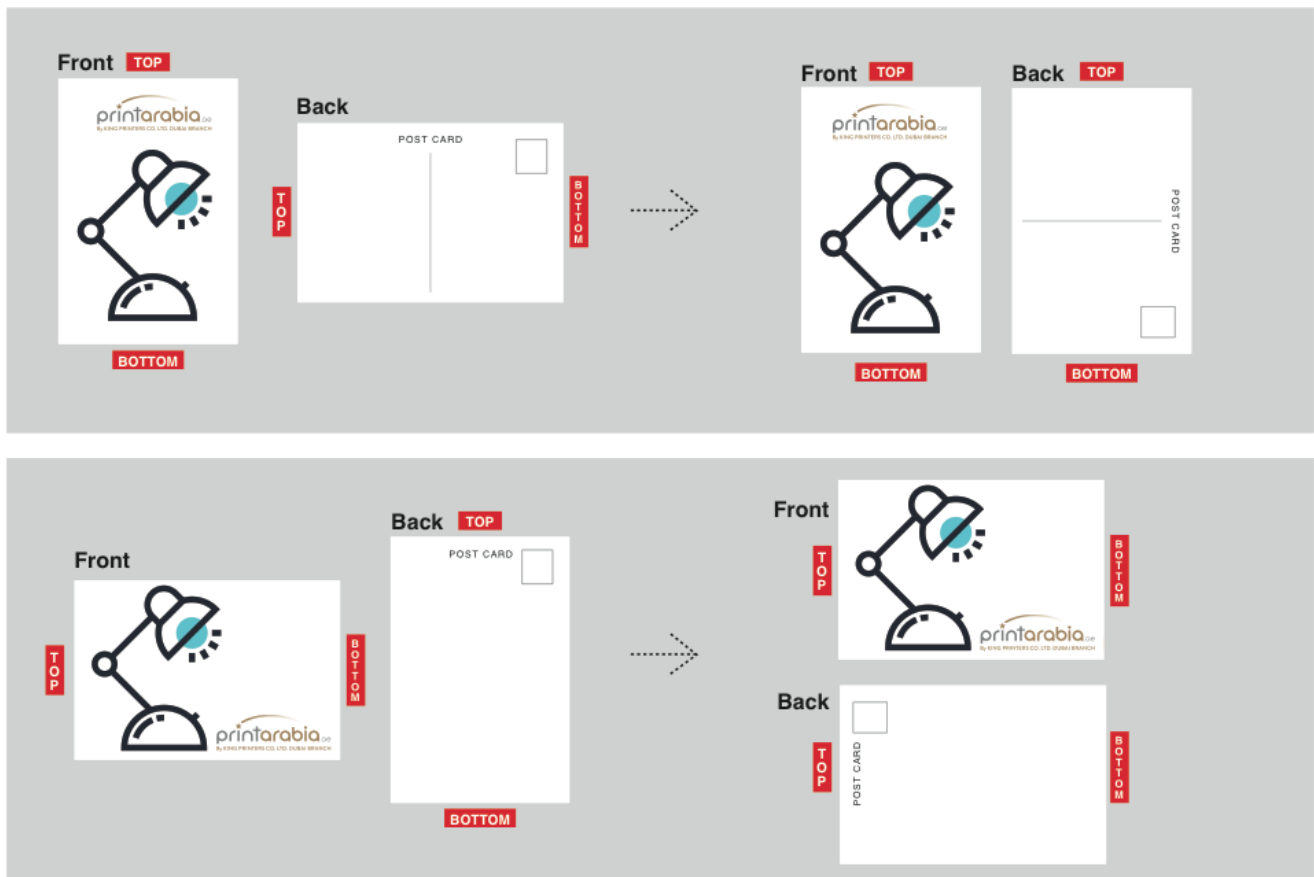 Front TOP
printarabia.ae
By KING PRINTERS CO. LTD. DUBAI BRANCH
BOTTOM
Back
POST CARD
TOP
BOTTOM
Front TOP
printarabia.ae
By KING PRINTERS CO. LTD. DUBAI BRANCH
BOTTOM
Back TOP
POST CARD
BOTTOM
Front
TOP
BOTTOM
printarabia.ae
By KING PRINTERS CO. LTD. DUBAI BRANCH
Back TOP
POST CARD
BOTTOM
Front
TOP
BOTTOM
printarabia.ae
By KING PRINTERS CO. LTD. DUBAI BRANCH
Back
TOP
POST CARD
BOTTOM